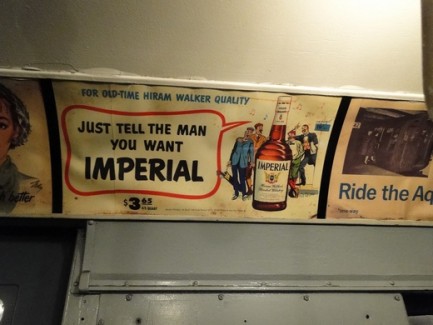 FOR OLD-TIME HIRAM WALKER QUALITY
JUST TELL THE MAN
YOU WANT
IMPERIAL
$3.65
IMPERIAL
better
Ride the Aq